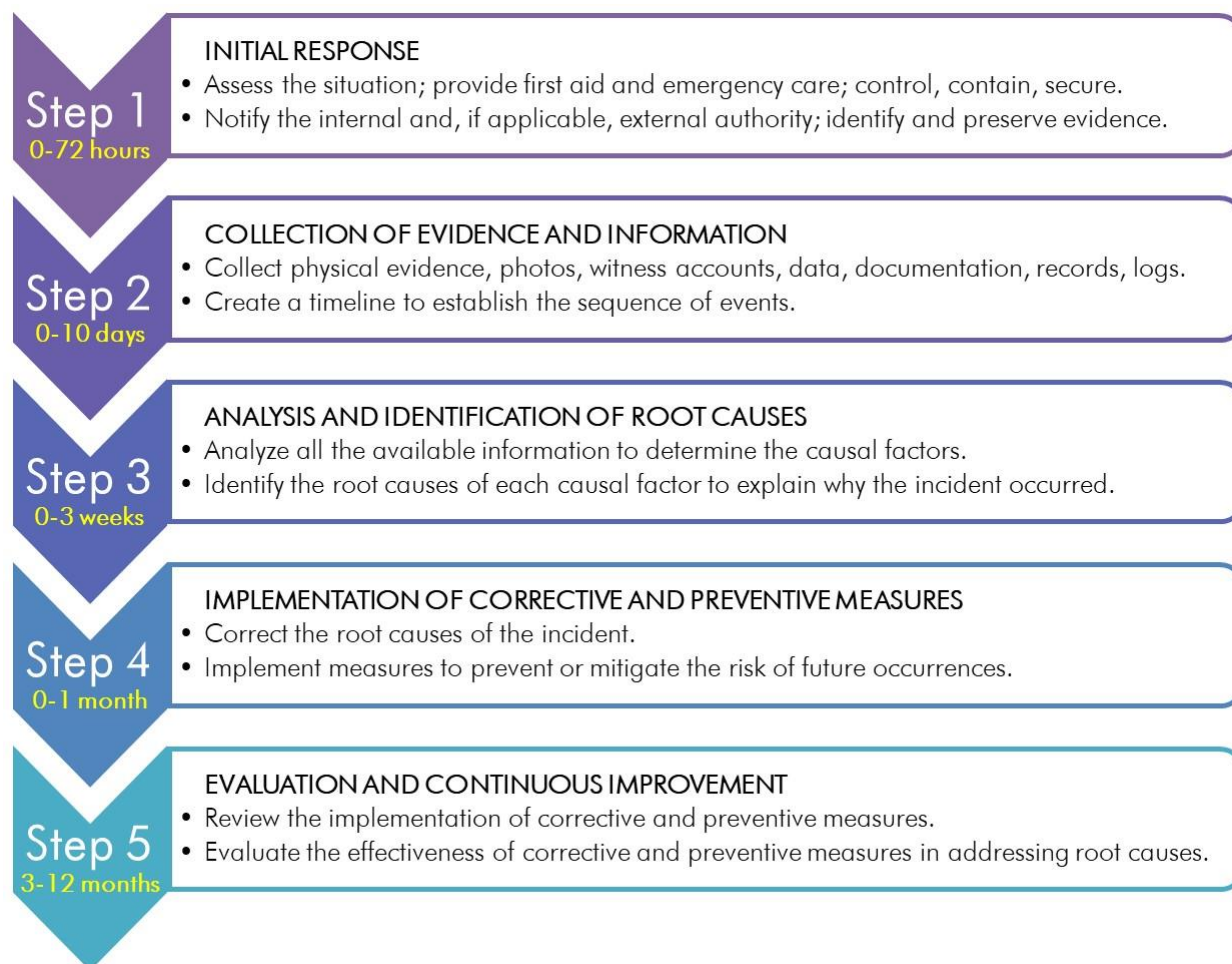 INITIAL RESPONSE
• Assess the situation; provide first aid and emergency care; control, contain, secure.
• Notify the internal and, if applicable, external authority; identify and preserve evidence.
Step 1
0-72 hours
COLLECTION OF EVIDENCE AND INFORMATION
• Collect physical evidence, photos, witness accounts, data, documentation, records, logs.
• Create a timeline to establish the sequence of events.
Step 2
0-10 days
ANALYSIS AND IDENTIFICATION OF ROOT CAUSES
• Analyze all the available information to determine the causal factors.
• Identify the root causes of each causal factor to explain why the incident occurred.
Step 3
0-3 weeks
IMPLEMENTATION OF CORRECTIVE AND PREVENTIVE MEASURES
• Correct the root causes of the incident.
• Implement measures to prevent or mitigate the risk of future occurrences.
Step 4
0-1 month
EVALUATION AND CONTINUOUS IMPROVEMENT
• Review the implementation of corrective and preventive measures.
• Evaluate the effectiveness of corrective and preventive measures in addressing root causes.
Step 5
3-12 months